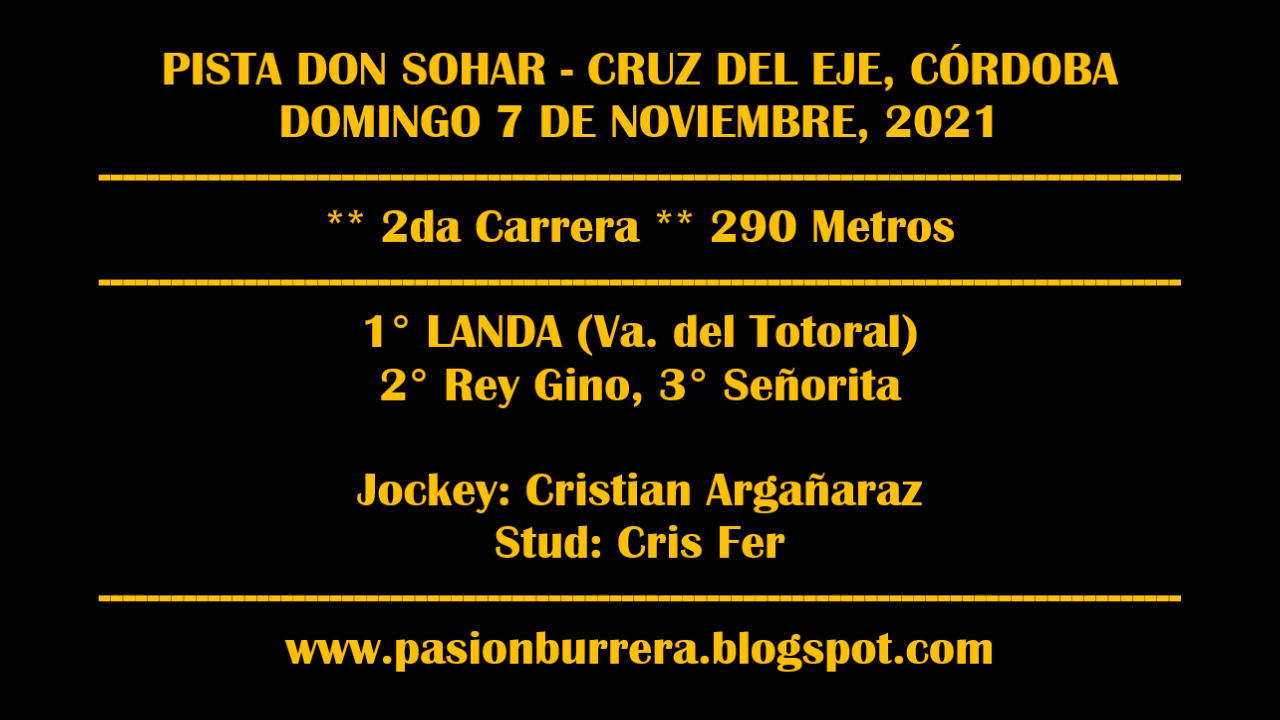 PISTA DON SOHAR - CRUZ DEL EJE, CÓRDOBA
DOMINGO 7 DE NOVIEMBRE, 2021
** 2da Carrera ** 290 Metros
1° LANDA (Va. del Totoral)
2° Rey Gino, 3° Señorita
Jockey: Cristian Argañaraz
Stud: Cris Fer
www.pasionburrera.blogspot.com